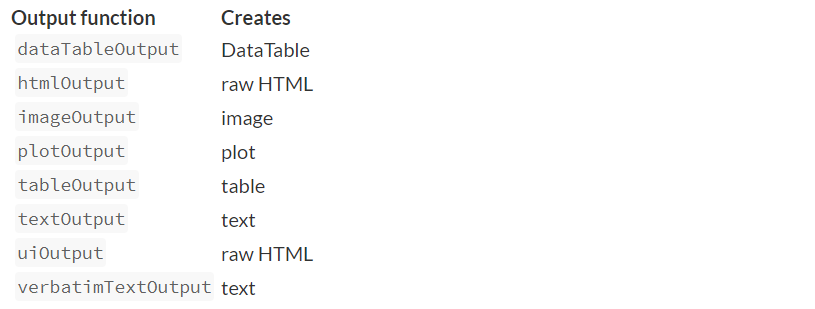 Output function Creates
dataTableOutput DataTable
htmlOutput raw HTML
imageOutput image
plotOutput plot
tableOutput table
textOutput text
uiOutput raw HTML
verbatimTextOutput text